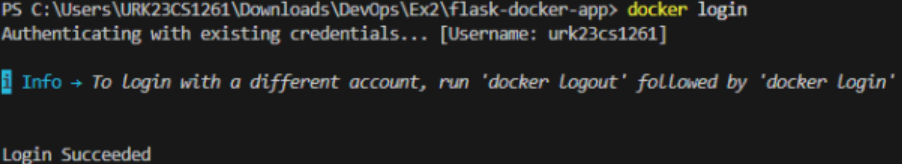 PS C:\Users\URK23CS1261\Downloads\DevOps\Ex2\flask-docker-app> docker login
Authenticating with existing credentials... [Username: urk23cs1261]
i Info → To login with a different account, run 'docker logout' followed by 'docker login'
Login Succeeded